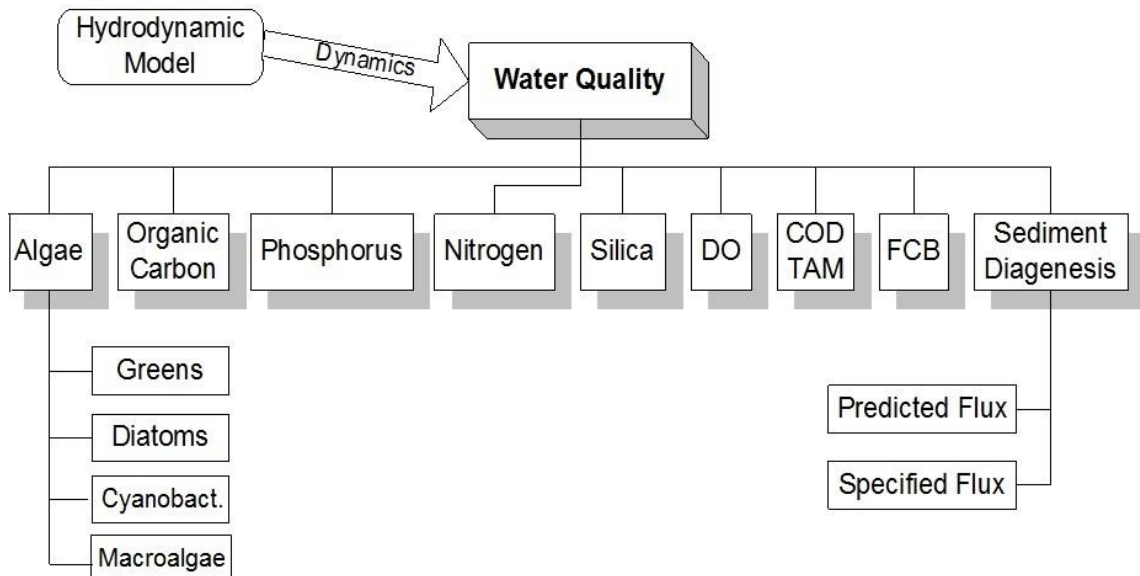 Hydrodynamic
Model
Dynamics
Water Quality
Algae
Organic
Carbon
Phosphorus
Nitrogen
Silica
DO
COD
TAM
FCB
Sediment
Diagenesis
Greens
Diatoms
Cyanobact.
Macroalgae
Predicted Flux
Specified Flux